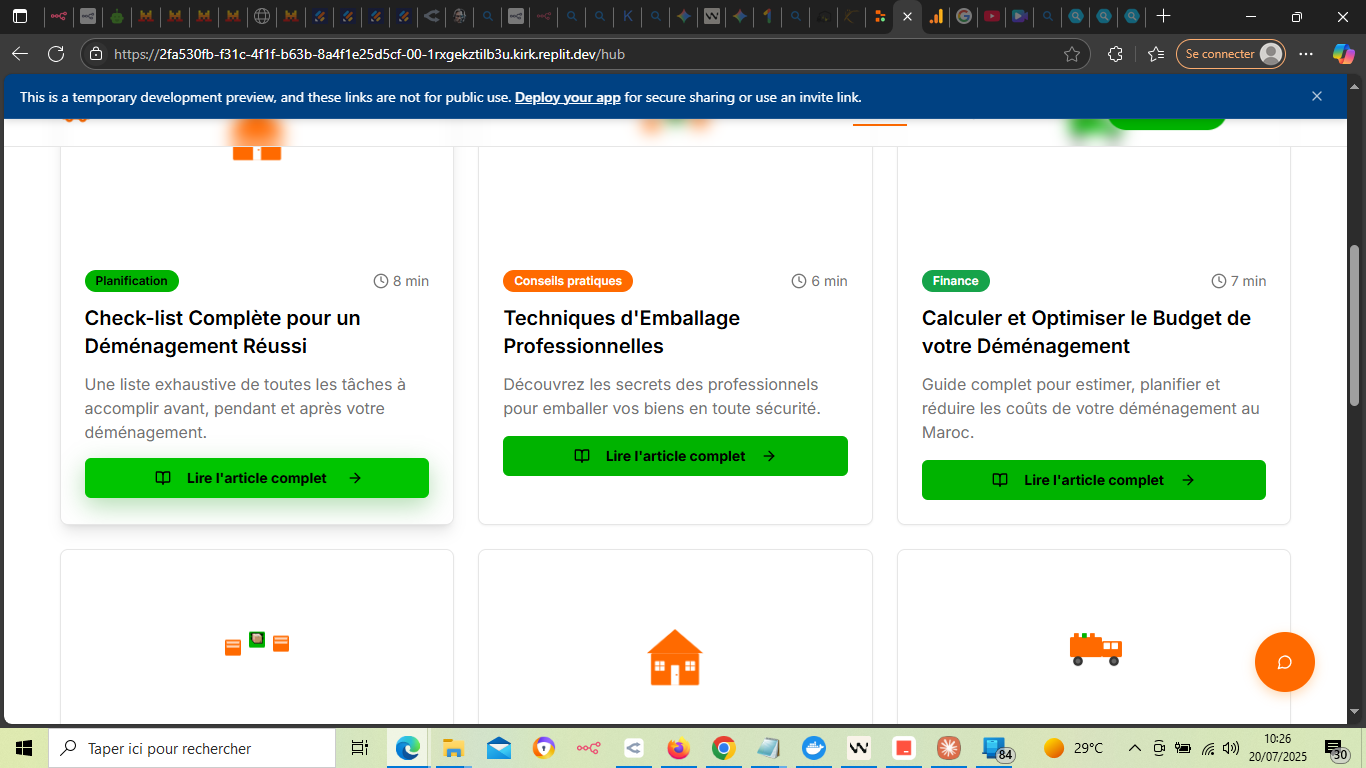 https://2fa530fb-f31c-4f1f-b63b-8a4f1e25d5cf-00-1rxgekztilb3u.kirk.replit.dev/hub
Se connecter
This is a temporary development preview, and these links are not for public use. Deploy your app for secure sharing or use an invite link.
Planification
8 min
Check-list Complète pour un
Déménagement Réussi
Une liste exhaustive de toutes les tâches à
accomplir avant, pendant et après votre
déménagement.
Lire l'article complet
Conseils pratiques
6 min
Techniques d'Emballage
Professionnelles
Découvrez les secrets des professionnels
pour emballer vos biens en toute sécurité.
Lire l'article complet
Finance
7 min
Calculer et Optimiser le Budget de
votre Déménagement
Guide complet pour estimer, planifier et
réduire les coûts de votre déménagement au
Maroc.
Lire l'article complet
Taper ici pour rechercher
84
29°C
10:26
20/07/2025
30